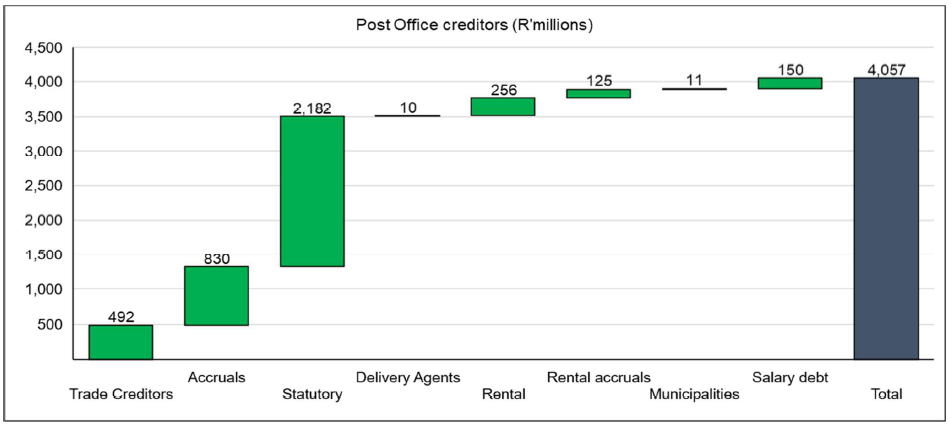 Post Office creditors (R'millions)
4,500
4,000
3,500
3,000
2,500
2,000
1,500
1,000
500
492
830
2,182
10
256
125
11
150
4,057
Trade Creditors
Accruals
Statutory
Delivery Agents
Rental
Rental accruals
Municipalities
Salary debt
Total